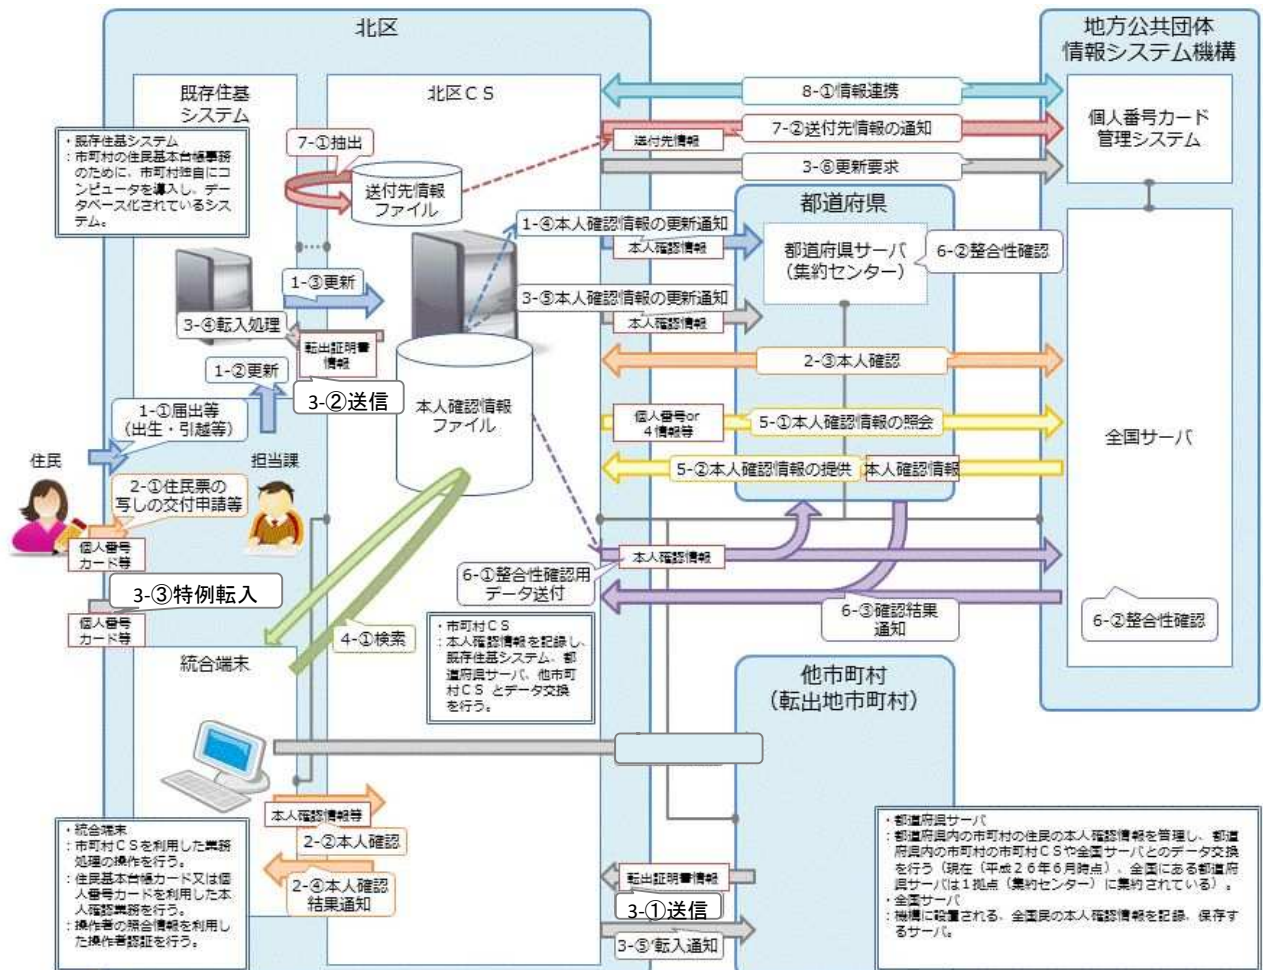 北区
地方公共団体
情報システム機構
既存住基
システム
北区ＣＳ
・既存住基システム
：市町村の住民基本台帳事務
のために、市町村独自にコ
ンピュータを導入し、デー
タベース化されているシス
テム。
7-①抽出
送付先情報
ファイル
8-①情報連携
送付先情報
7-②送付先情報の通知
3-⑥更新要求
個人番号カード
管理システム
都道府県
1-④本人確認情報の更新通知
本人確認情報
都道府県サーバ
（集約センター）
6-②整合性確認
1-③更新
3-⑤本人確認情報の更新通知
本人確認情報
3-④転入処理
転出証明書
情報
3-②送信
1-②更新
2-③本人確認
本人確認情報
ファイル
1-①届出等
（出生・引越等）
個人番号or
４情報等
5-①本人確認情報の照会
全国サーバ
住民
担当課
5-②本人確認情報の提供
本人確認情報
2-①住民票の
写しの交付申請等
個人番号
カード等
本人確認情報
6-①整合性確認用
データ送付
3-③特例転入
個人番号
カード等
6-③確認結果
通知
6-②整合性確認
4-①検索
・市町村ＣＳ
：本人確認情報を記録し、
既存住基システム、都
道府県サーバ、他市町
村ＣＳ とデータ交換
を行う。
統合端末
他市町村
（転出地市町村）
本人確認情報等
2-②本人確認
2-④本人確認
結果通知
・統合端末
：市町村ＣＳを利用した業務
処理の操作を行う。
：住民基本台帳カード又は個
人番号カードを利用した本
人確認業務を行う。
：操作者の照合情報を利用し
た操作者認証を行う。
転出証明書情報
3-①送信
3-⑤'転入通知
・都道府県サーバ
：都道府県内の市町村の住民の本人確認情報を管理し、都道
府県内の市町村の市町村ＣＳや全国サーバとのデータ交換
を行う（現在（平成２６年６月時点）、全国にある都道府
県サーバは１拠点（集約センター）に集約されている）。
・全国サーバ
：機構に設置される、全国民の本人確認情報を記録、保存す
るサーバ。